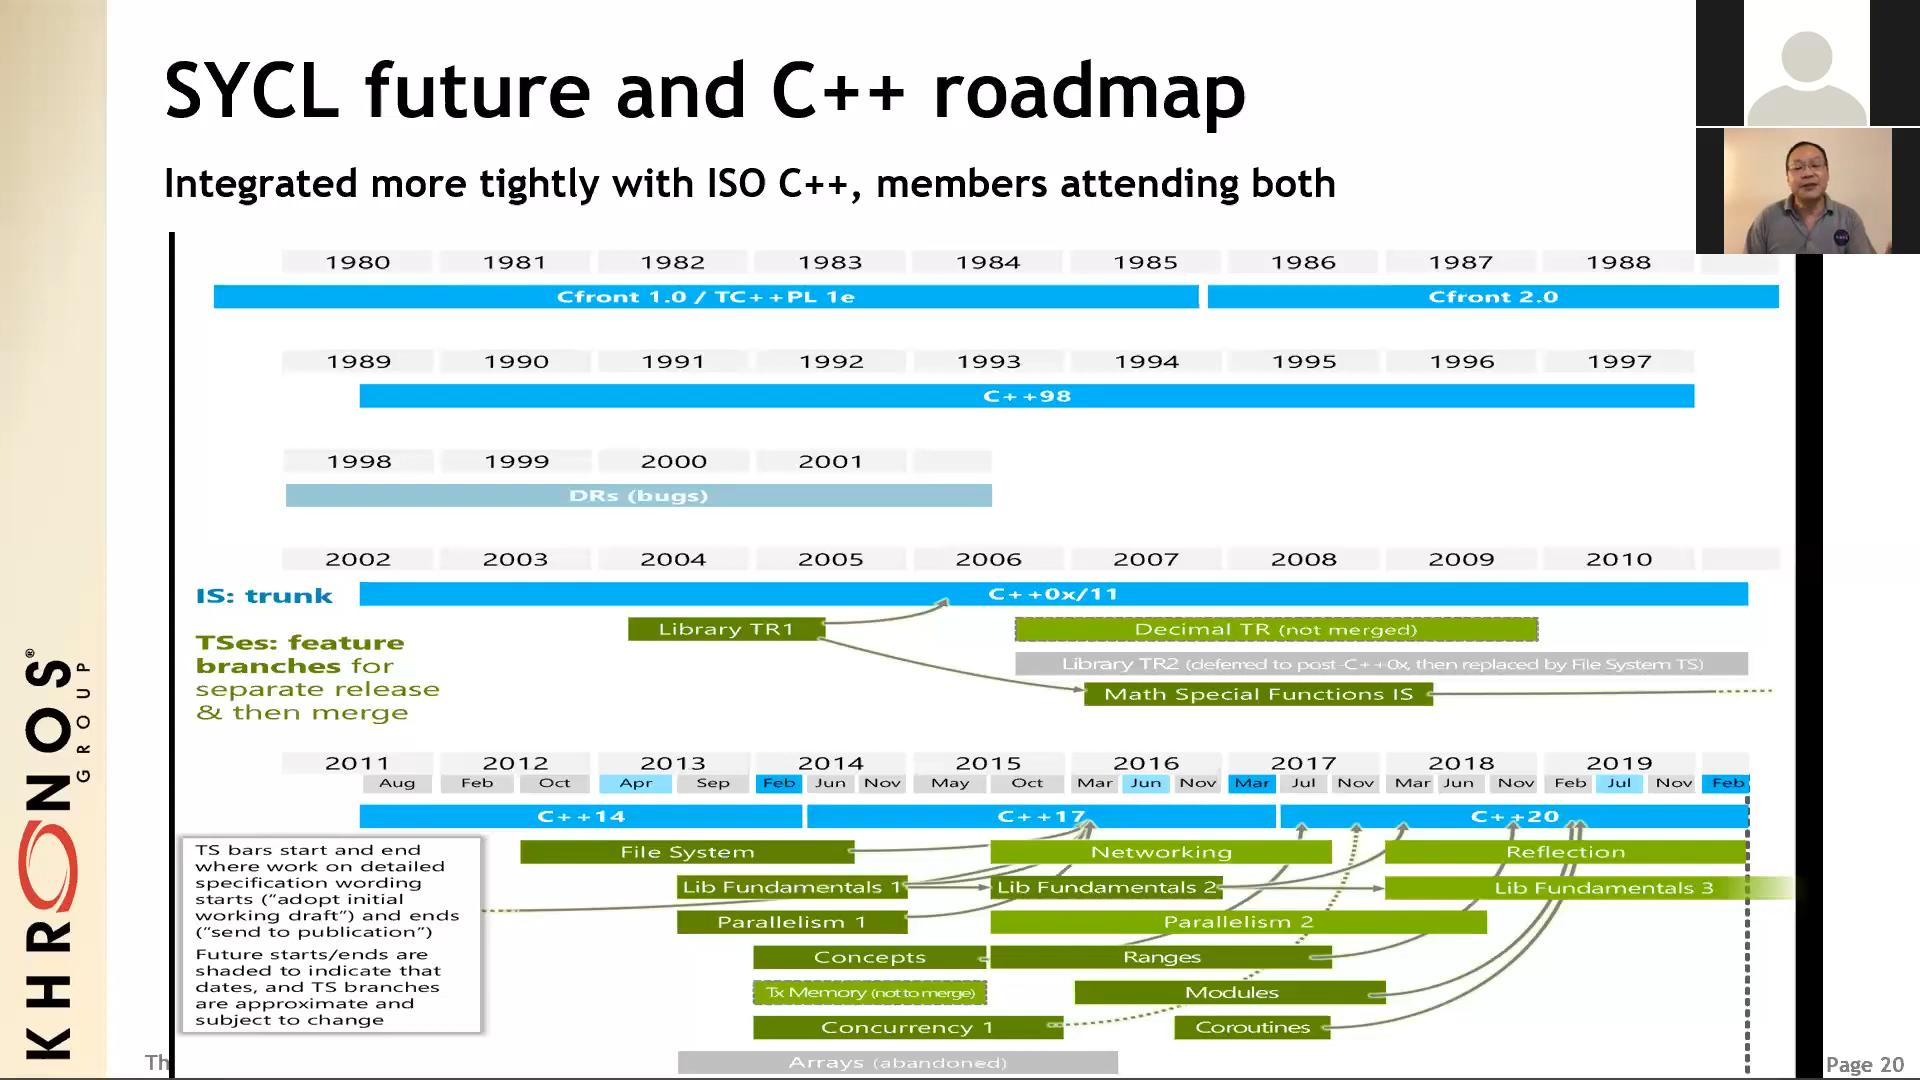 SYCL future and C++ roadmap
Integrated more tightly with ISO C++, members attending both
1980 1981 1982 1983 1984 1985 1986 1987 1988
Cfront 1.0 / TC++PL 1e Cfront 2.0
1989 1990 1991 1992 1993 1994 1995 1996 1997
C++98
1998 1999 2000 2001
DRs (bugs)
2002 2003 2004 2005 2006 2007 2008 2009 2010
IS: trunk C++0x/11
Library TR1 Decimal TR (not merged)
TSes: feature
branches for
separate release
& then merge
Library TR2 (deferred to post-C++0x, then replaced by File System TS)
Math Special Functions IS
2011 2012 2013 2014 2015 2016 2017 2018 2019
Aug Feb Oct Apr Sep Feb Jun Nov May Oct Mar Jun Nov Mar Jul Nov Mar Jun Nov Feb Jul Nov Feb
C++14 C++17 C++20
File System Networking Reflection
Lib Fundamentals 1 Lib Fundamentals 2 Lib Fundamentals 3
Parallelism 1 Parallelism 2
Concepts Ranges
Tx Memory (not to merge) Modules
Concurrency 1 Coroutines
Arrays (abandoned)
TS bars start and end
where work on detailed
specification wording
starts (“adopt initial
working draft”) and ends
(“send to publication”)
Future starts/ends are
shaded to indicate that
dates, and TS branches
are approximate and
subject to change
KHRONOS®
GROUP
Th
Page 20